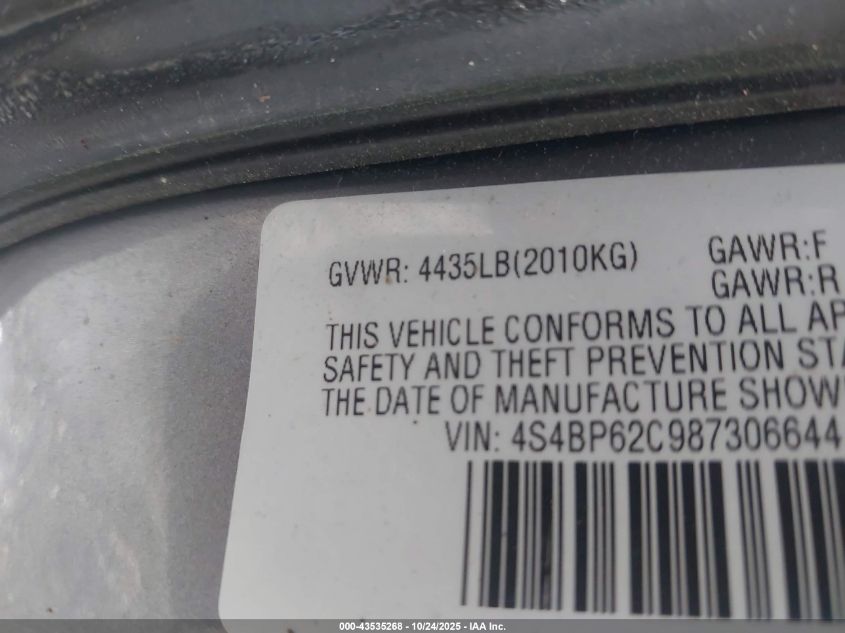 GVWR: 4435LB(2010KG) GAWR:F
GAWR:R
THIS VEHICLE CONFORMS TO ALL AP
SAFETY AND THEFT PREVENTION STA
THE DATE OF MANUFACTURE SHOW
VIN: 4S4BP62C987306644
000-43535268 - 10/24/2025 - IAA Inc.